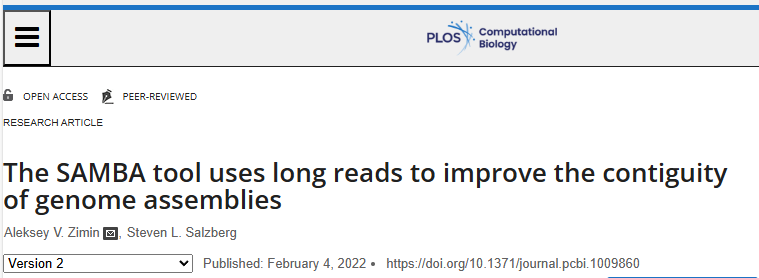 PLOS Computational
Biology
OPEN ACCESS PEER-REVIEWED
RESEARCH ARTICLE
The SAMBA tool uses long reads to improve the contiguity
of genome assemblies
Aleksey V. Zimin , Steven L. Salzberg
Version 2 Published: February 4, 2022 • https://doi.org/10.1371/journal.pcbi.1009860